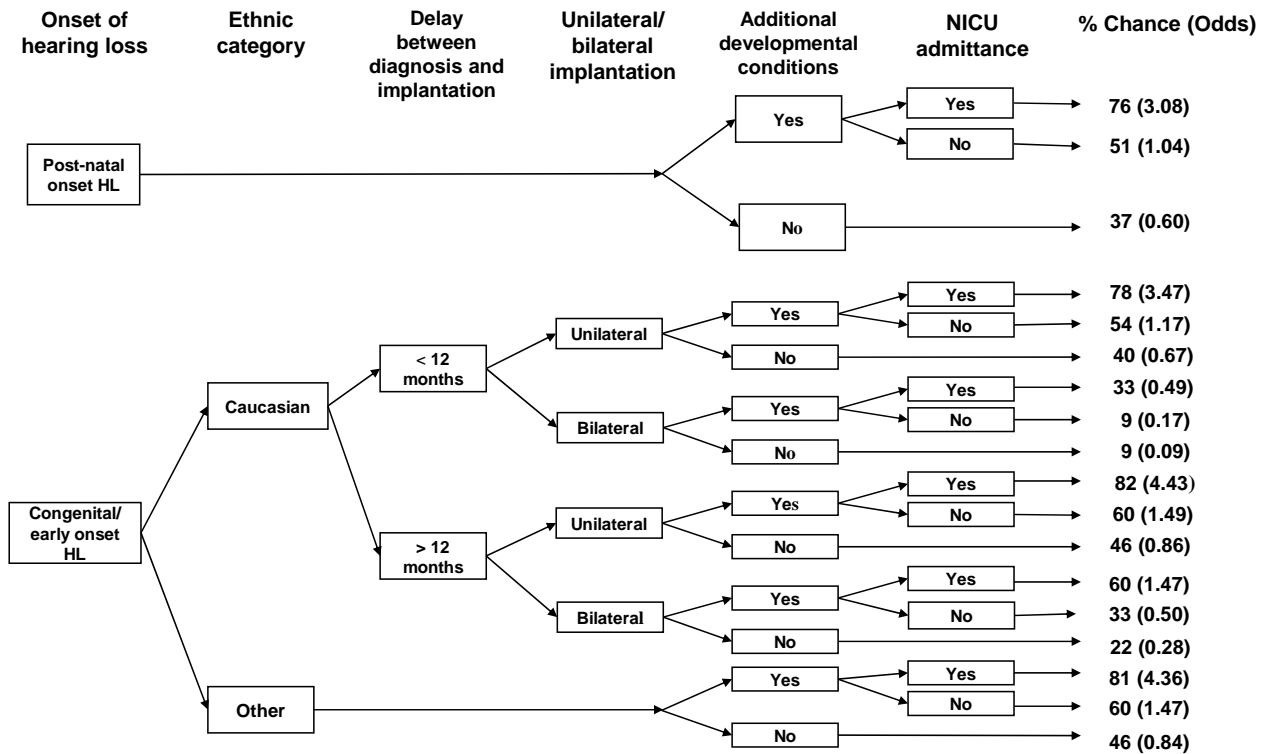 Onset of
hearing loss
Ethnic
category
Delay
between
diagnosis and
implantation
Unilateral/
bilateral
implantation
Additional
developmental
conditions
NICU
admittance
% Chance (Odds)
Post-natal
onset HL
Yes
Yes
76 (3.08)
No
51 (1.04)
No
37 (0.60)
Congenital/
early onset
HL
Caucasian
< 12
months
Unilateral
Yes
Yes
78 (3.47)
No
54 (1.17)
No
40 (0.67)
Bilateral
Yes
Yes
33 (0.49)
No
9 (0.17)
No
9 (0.09)
> 12
months
Unilateral
Yes
Yes
82 (4.43)
No
60 (1.49)
No
46 (0.86)
Bilateral
Yes
Yes
60 (1.47)
No
33 (0.50)
No
22 (0.28)
Other
Yes
Yes
81 (4.36)
No
60 (1.47)
No
46 (0.84)